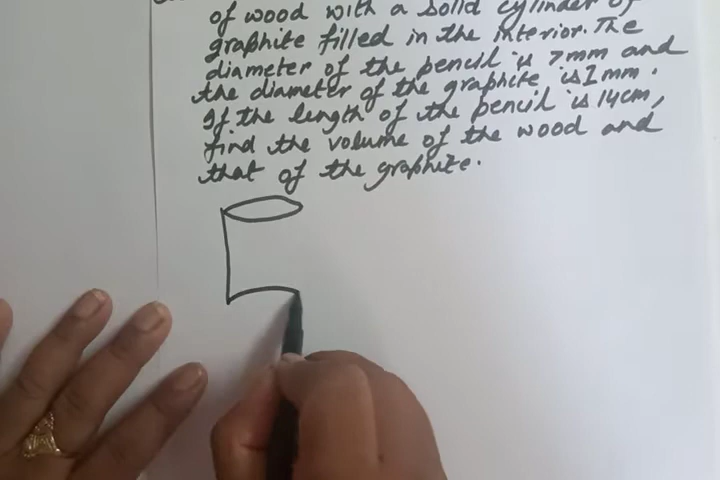 of wood with a solid cylinder of
graphite filled in the interior. The
diameter of the pencil is 7mm and
the diameter of the graphite is 1mm.
If the length of the pencil is 14cm,
find the volume of the wood and
that of the graphite.